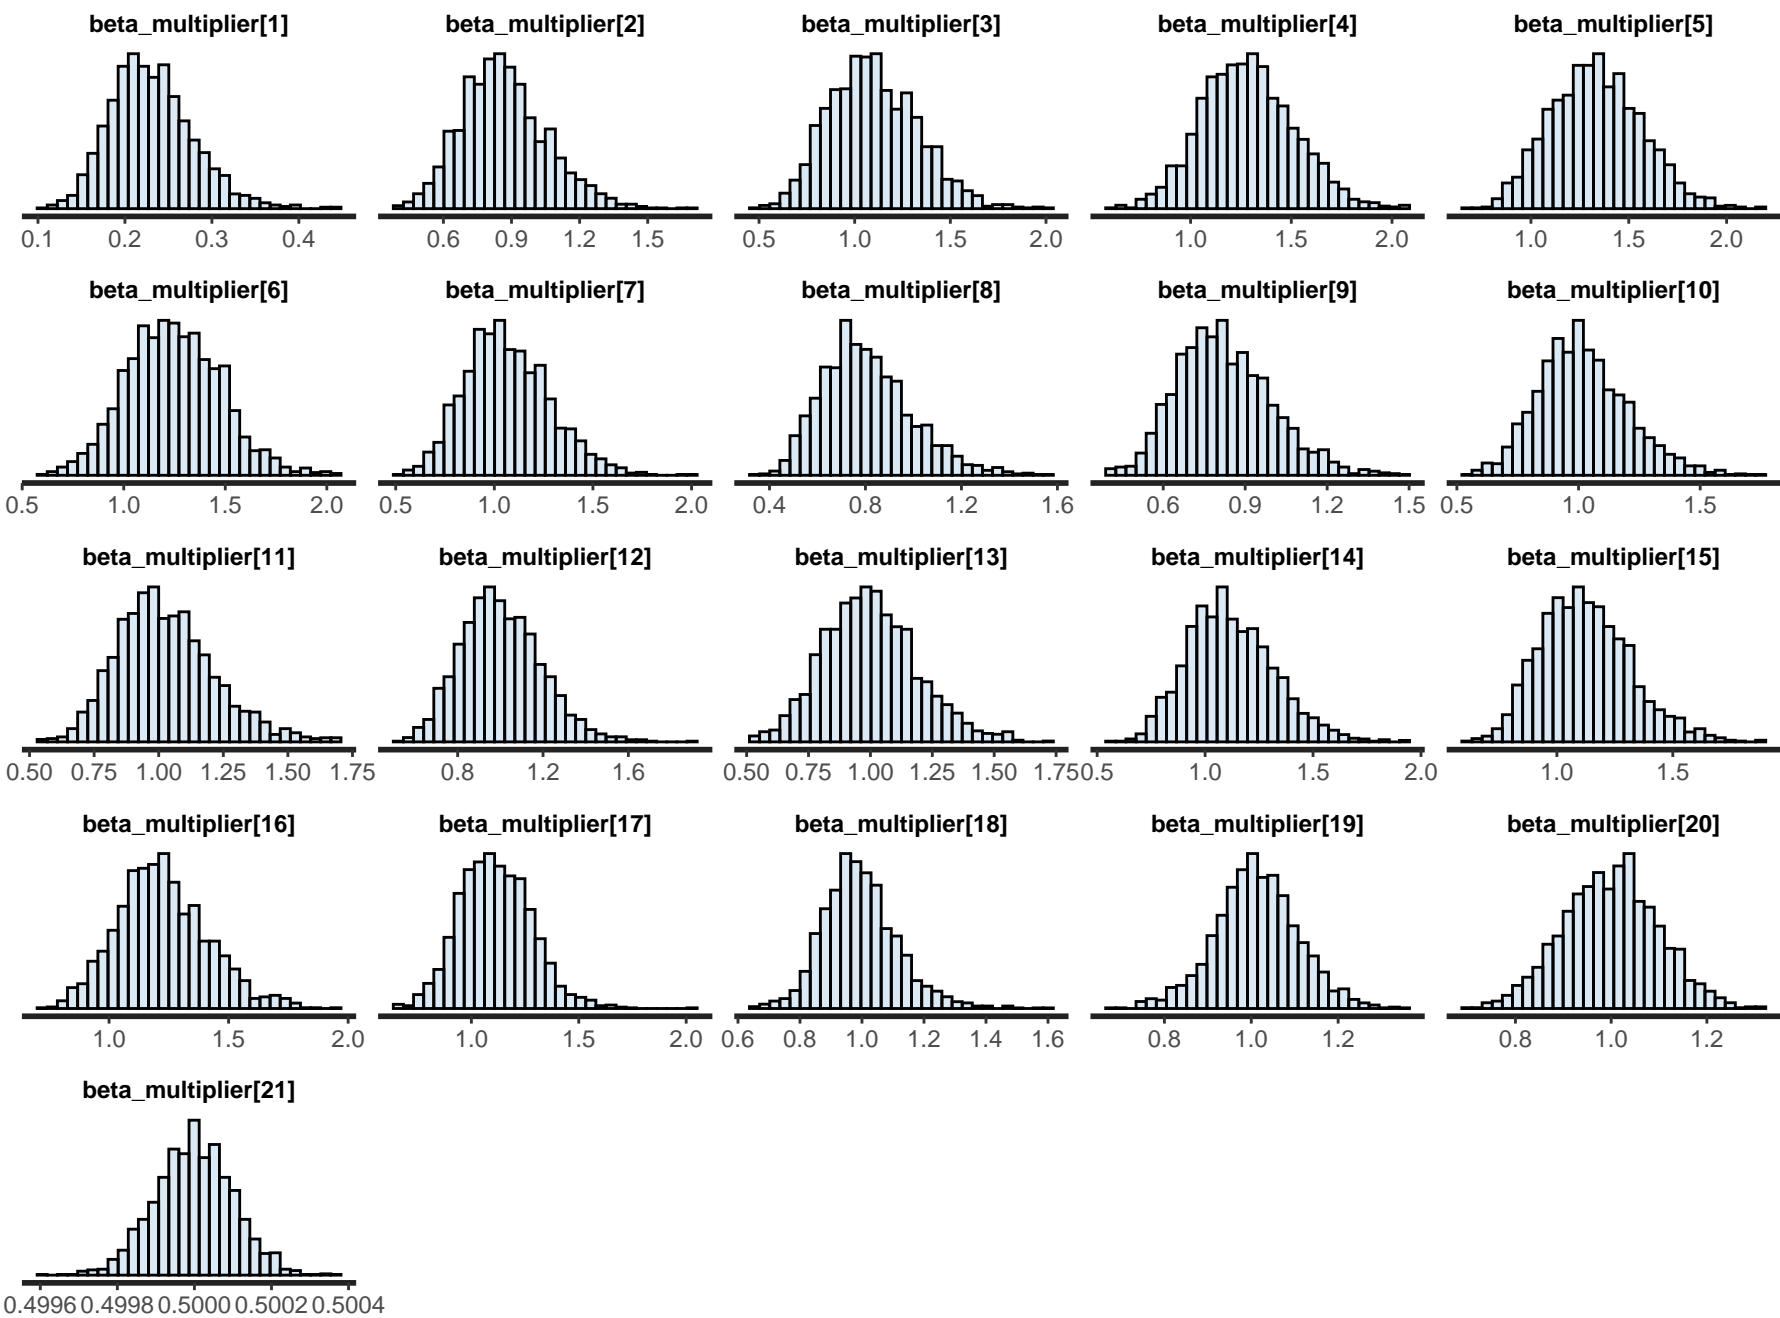 beta_multiplier[1] beta_multiplier[2] beta_multiplier[3] beta_multiplier[4] beta_multiplier[5]
0.1 0.2 0.3 0.4 0.6 0.9 1.2 1.5 0.5 1.0 1.5 2.0 1.0 1.5 2.0 1.0 1.5 2.0
beta_multiplier[6] beta_multiplier[7] beta_multiplier[8] beta_multiplier[9] beta_multiplier[10]
0.5 1.0 1.5 2.0 0.5 1.0 1.5 2.0 0.4 0.8 1.2 1.6 0.6 0.9 1.2 1.5 0.5 1.0 1.5
beta_multiplier[11] beta_multiplier[12] beta_multiplier[13] beta_multiplier[14] beta_multiplier[15]
0.50 0.75 1.00 1.25 1.50 1.75 0.8 1.2 1.6 0.50 0.75 1.00 1.25 1.50 1.75 0.5 1.0 1.5 2.0 1.0 1.5
beta_multiplier[16] beta_multiplier[17] beta_multiplier[18] beta_multiplier[19] beta_multiplier[20]
1.0 1.5 2.0 1.0 1.5 2.0 0.6 0.8 1.0 1.2 1.4 1.6 0.8 1.0 1.2 0.8 1.0 1.2
beta_multiplier[21]
0.4996 0.4998 0.5000 0.5002 0.5004